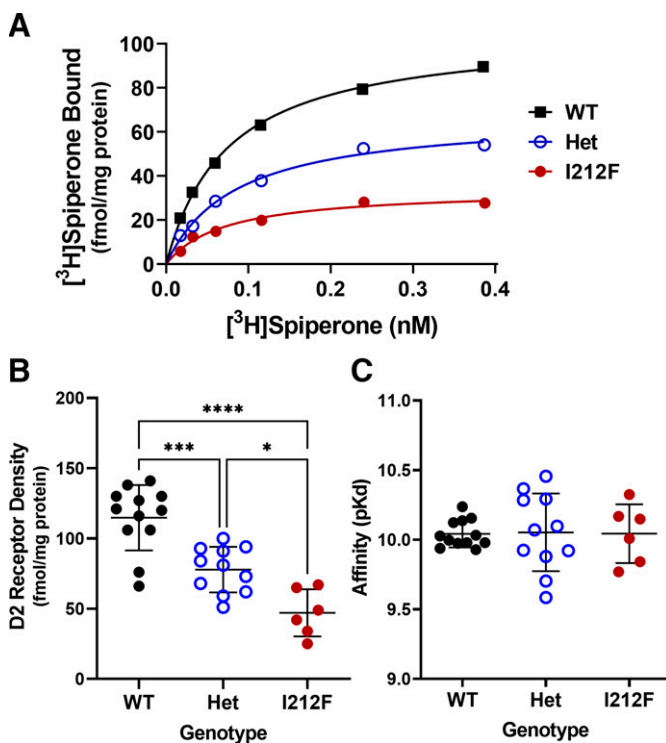 A
[³H]Spiperone Bound
(fmol/mg protein)
100
80
60
40
20
0
0.0 0.1 0.2 0.3 0.4
[³H]Spiperone (nM)
WT
Het
I212F
B
D2 Receptor Density
(fmol/mg protein)
200
150
100
50
0
****
*** *
WT Het I212F
Genotype
C
Affinity (pKd)
11.0
10.5
10.0
9.5
9.0
WT Het I212F
Genotype